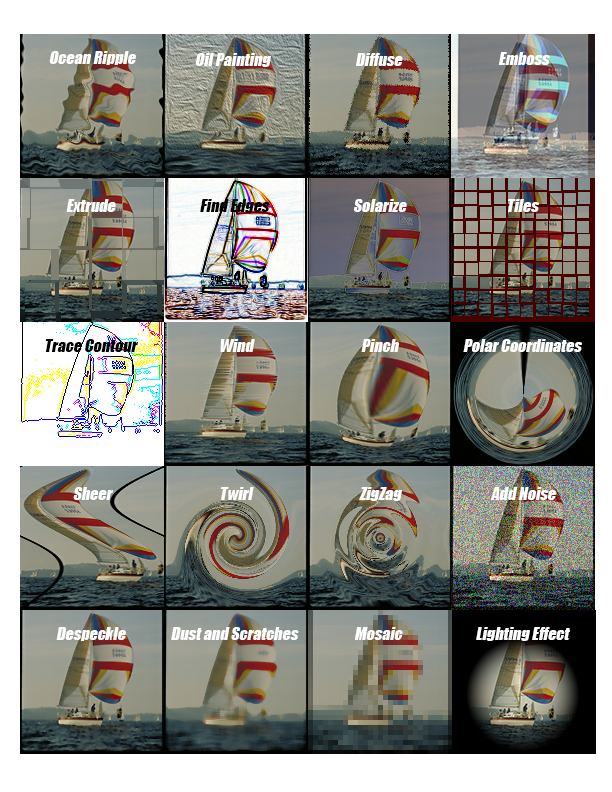 Ocean Ripple
Oil Painting
Diffuse
Emboss
Extrude
Find Edges
Solarize
Tiles
Trace Contour
Wind
Pinch
Polar Coordinates
Sheer
Twirl
ZigZag
Add Noise
Despeckle
Dust and Scratches
Mosaic
Lighting Effect